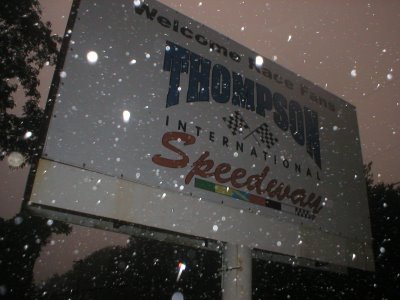 Welcome Race Fans
THOMPSON
INTERNATIONAL
Speedway